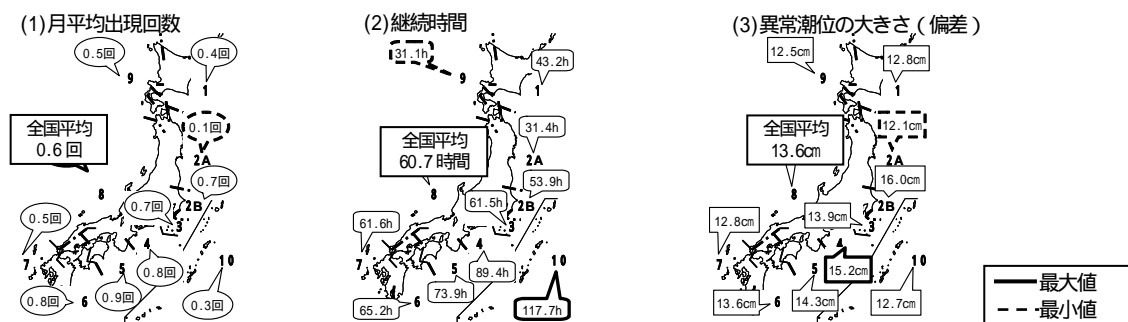 (1)月平均出現回数
0.5回
0.4回
9
1
全国平均
0.6回
0.1回
2A
0.7回
8
2B
0.7回
0.5回
3
4
7
0.8回
5
10
0.8回
6
0.9回
0.3回
(2)継続時間
31.1h
43.2h
9
1
全国平均
60.7時間
31.4h
2A
53.9h
8
61.5h
2B
61.6h
3
4
7
5
10
89.4h
73.9h
65.2h
6
117.7h
(3)異常潮位の大きさ(偏差)
12.5cm
12.8cm
9
1
全国平均
13.6cm
12.1cm
2A
16.0cm
8
2B
12.8cm
13.9cm
3
4
7
5
15.2cm
10
13.6cm
6
14.3cm
12.7cm
最大値
最小値